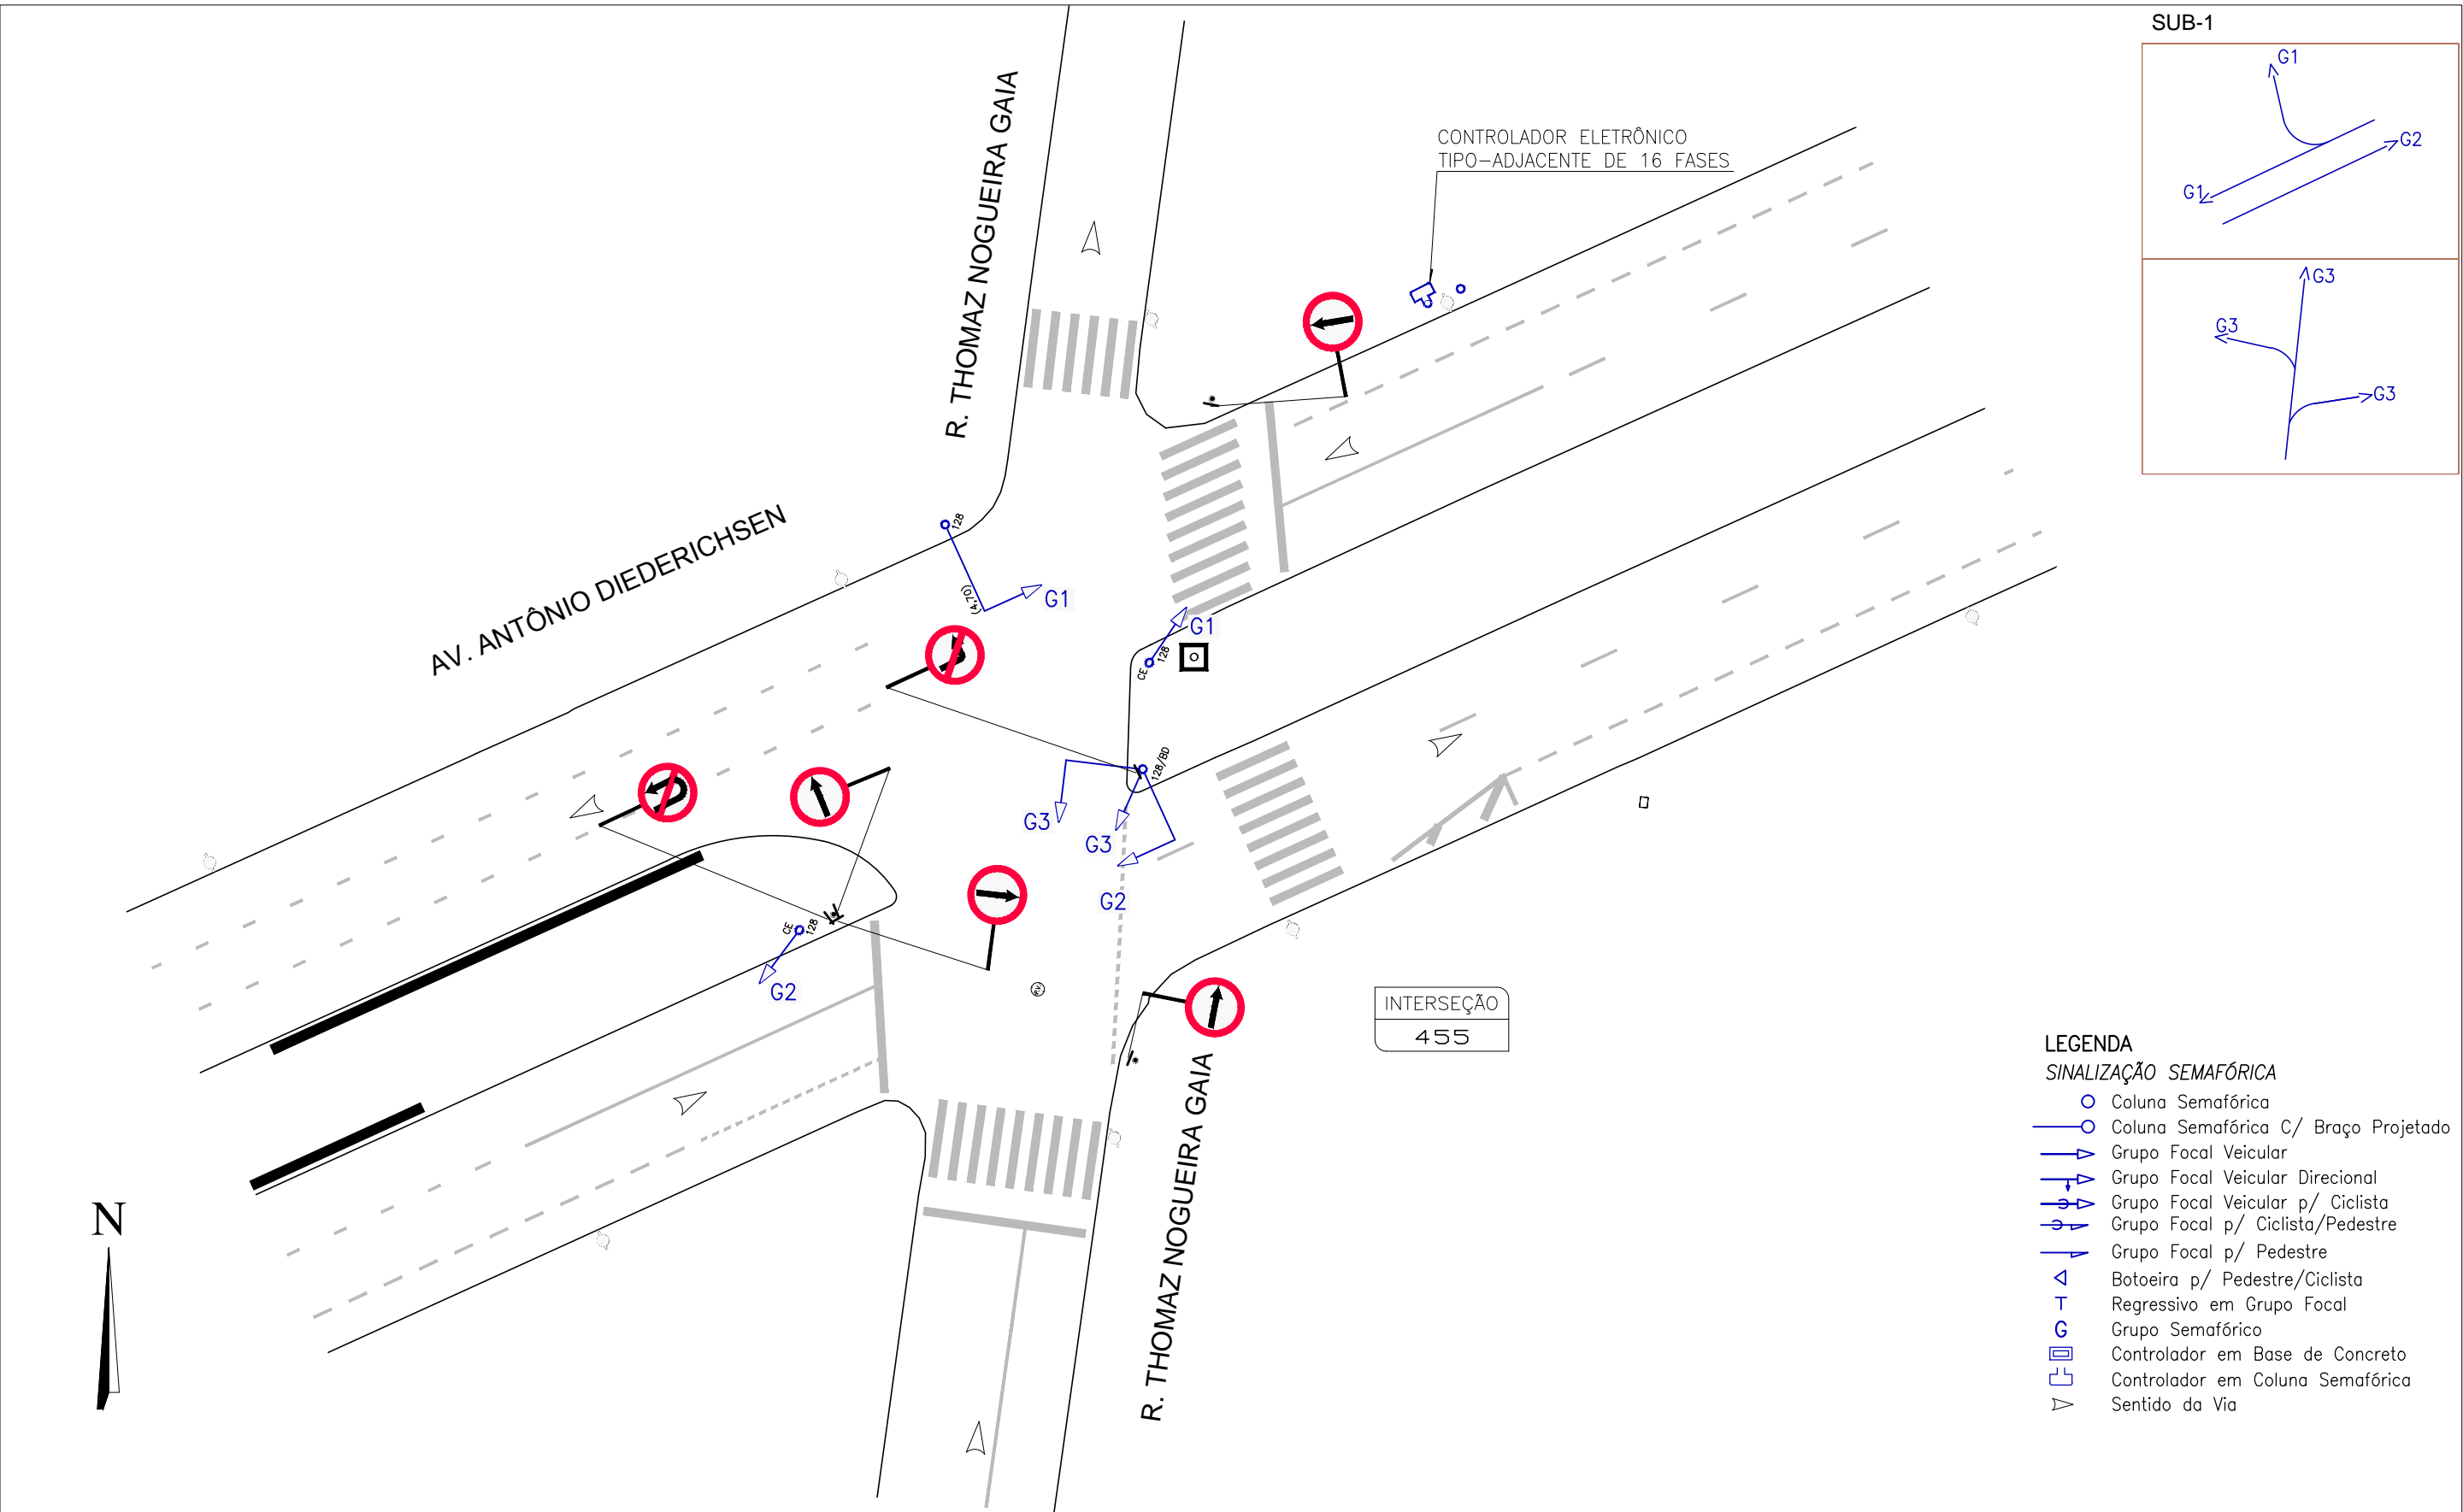 SUB-1
G1
G2
G1
G3
G3
G3
CONTROLADOR ELETRÔNICO
TIPO-ADJACENTE DE 16 FASES
R. THOMAZ NOGUEIRA GAIA
AV. ANTÔNIO DIEDERICHSEN
128
(4,70)
G1
G1
CE
128
128/BD
G3
G3
G2
CE
128
G2
PV
INTERSEÇÃO
455
R. THOMAZ NOGUEIRA GAIA
N
LEGENDA
SINALIZAÇÃO SEMAFÓRICA
Coluna Semafórica
Coluna Semafórica C/ Braço Projetado
Grupo Focal Veicular
Grupo Focal Veicular Direcional
Grupo Focal Veicular p/ Ciclista
Grupo Focal p/ Ciclista/Pedestre
Grupo Focal p/ Pedestre
Botoeira p/ Pedestre/Ciclista
T Regressivo em Grupo Focal
G Grupo Semafórico
Controlador em Base de Concreto
Controlador em Coluna Semafórica
Sentido da Via